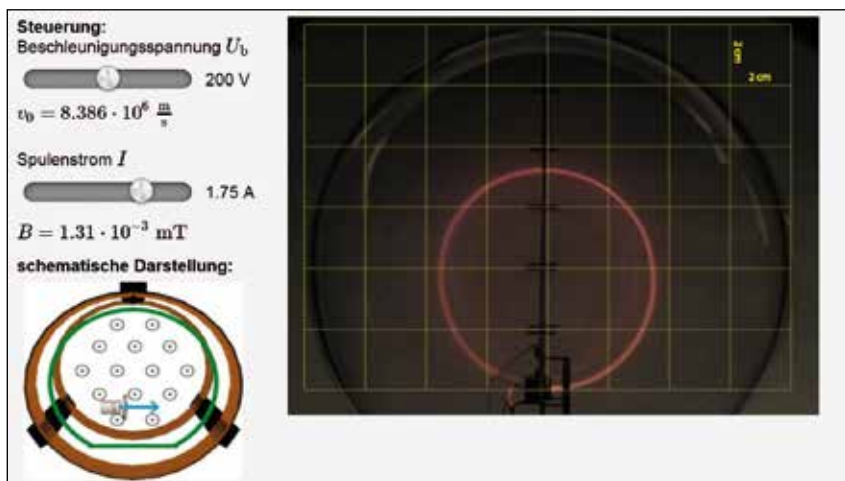 Steuerung:
Beschleunigungsspannung U_b
200 V
v_0 = 8.386 · 10^6 m/s
Spulenstrom I
1.75 A
B = 1.31 · 10^-3 mT
schematische Darstellung:
2 cm
2 cm